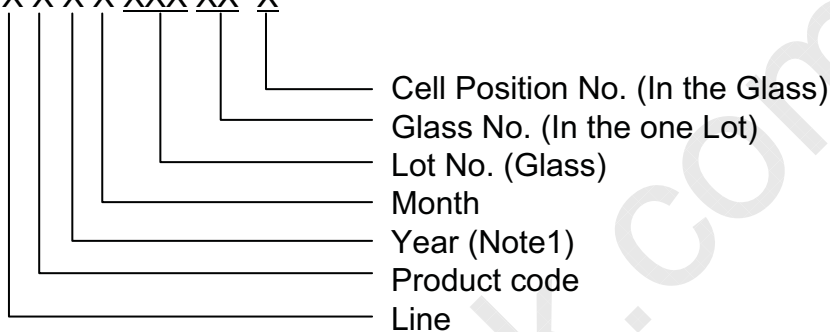 X X X X XXX XX X
Cell Position No. (In the Glass)
Glass No. (In the one Lot)
Lot No. (Glass)
Month
Year (Note1)
Product code
Line